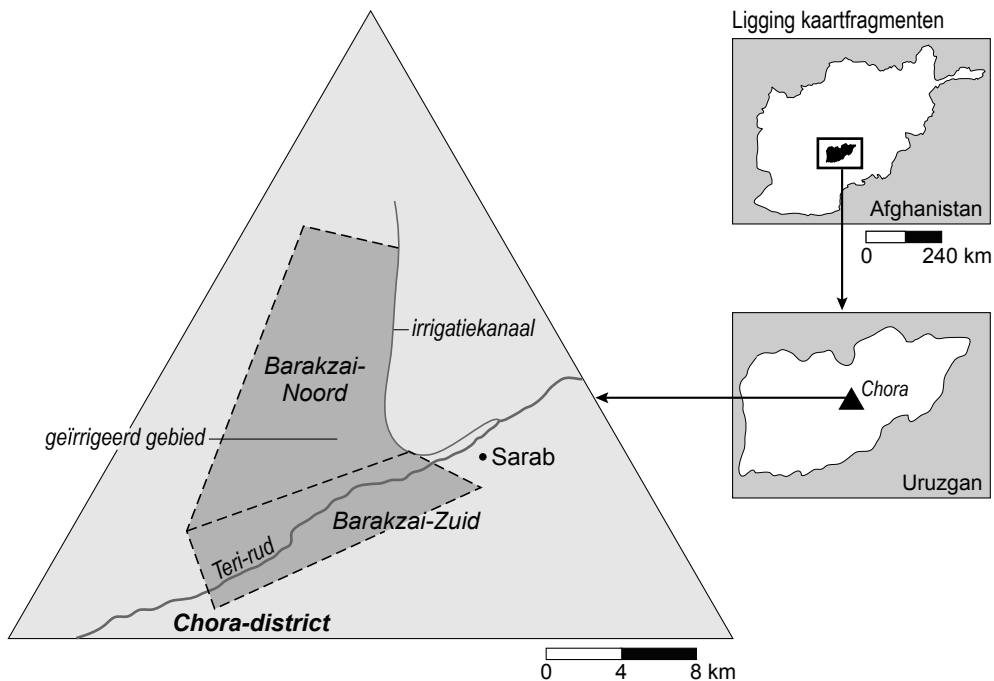 Ligging kaartfragmenten
Afghanistan
0 240 km
irrigatiekanaal
Barakzai-
Noord
Chora
geïrrigeerd gebied
Sarab
Uruzgan
Barakzai-Zuid
Teri-rud
Chora-district
0 4 8 km